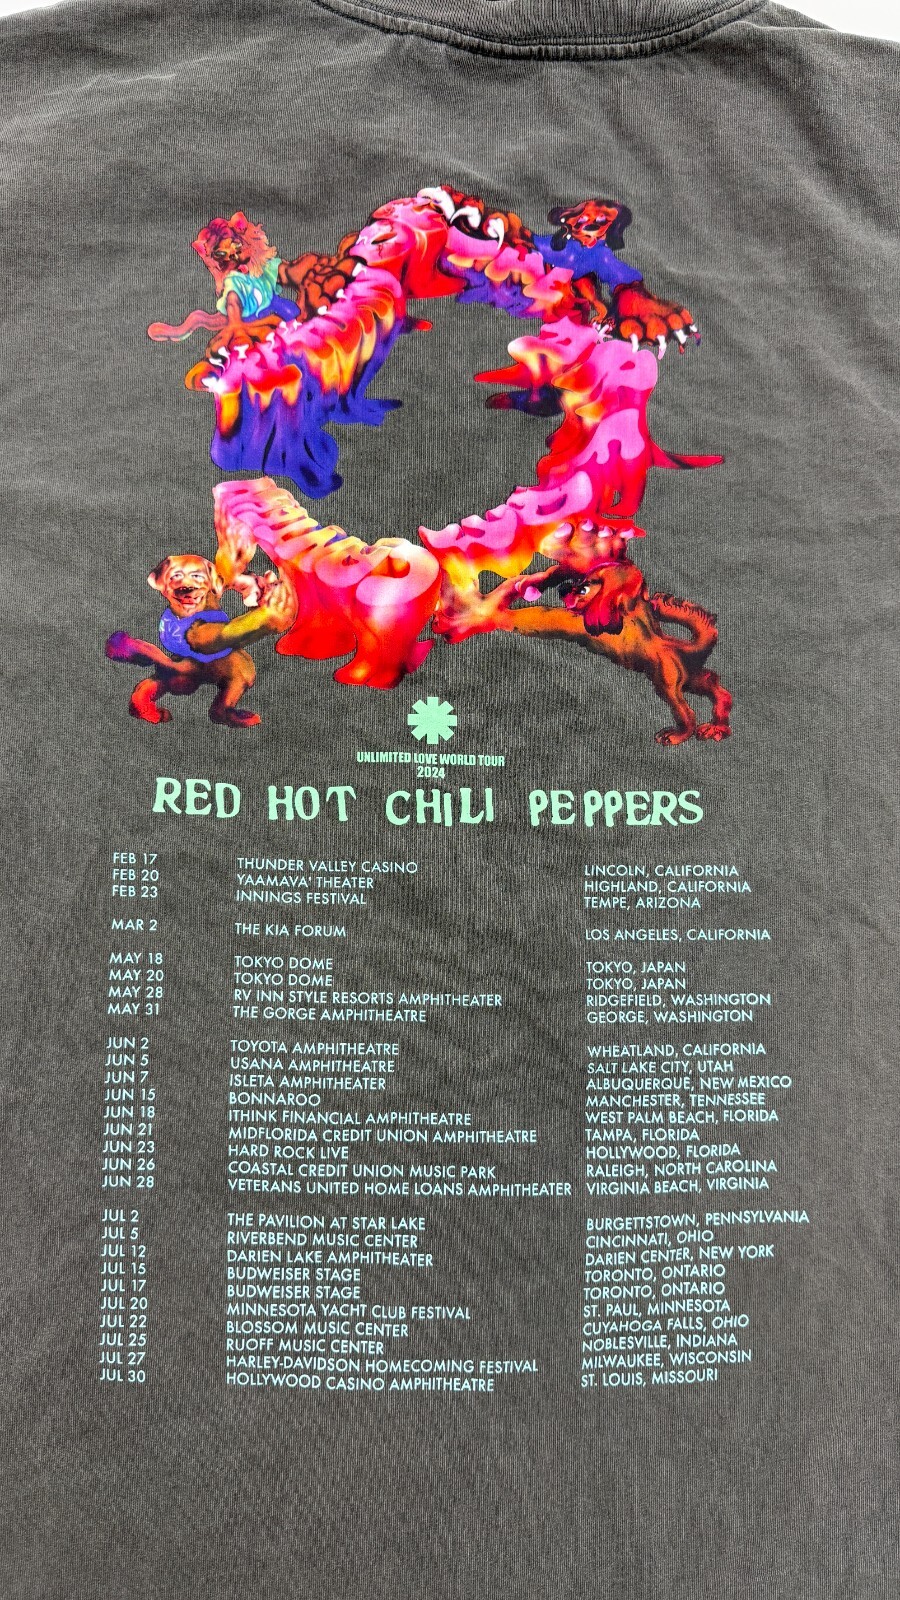 UNLIMITED LOVE WORLD TOUR
2024
RED HOT CHILI PEPPERS
FEB 17 THUNDER VALLEY CASINO LINCOLN, CALIFORNIA
FEB 20 YAAMAVA' THEATER HIGHLAND, CALIFORNIA
FEB 23 INNINGS FESTIVAL TEMPE, ARIZONA
MAR 2 THE KIA FORUM LOS ANGELES, CALIFORNIA
MAY 18 TOKYO DOME TOKYO, JAPAN
MAY 20 TOKYO DOME TOKYO, JAPAN
MAY 28 RV INN STYLE RESORTS AMPHITHEATER RIDGEFIELD, WASHINGTON
MAY 31 THE GORGE AMPHITHEATRE GEORGE, WASHINGTON
JUN 2 TOYOTA AMPHITHEATRE WHEATLAND, CALIFORNIA
JUN 5 USANA AMPHITHEATRE SALT LAKE CITY, UTAH
JUN 7 ISLETA AMPHITHEATER ALBUQUERQUE, NEW MEXICO
JUN 15 BONNAROO MANCHESTER, TENNESSEE
JUN 18 ITHINK FINANCIAL AMPHITHEATRE WEST PALM BEACH, FLORIDA
JUN 21 MIDFLORIDA CREDIT UNION AMPHITHEATRE TAMPA, FLORIDA
JUN 23 HARD ROCK LIVE HOLLYWOOD, FLORIDA
JUN 26 COASTAL CREDIT UNION MUSIC PARK RALEIGH, NORTH CAROLINA
JUN 28 VETERANS UNITED HOME LOANS AMPHITHEATER VIRGINIA BEACH, VIRGINIA
JUL 2 THE PAVILION AT STAR LAKE BURGETTSTOWN, PENNSYLVANIA
JUL 5 RIVERBEND MUSIC CENTER CINCINNATI, OHIO
JUL 12 DARIEN LAKE AMPHITHEATER DARIEN CENTER, NEW YORK
JUL 15 BUDWEISER STAGE TORONTO, ONTARIO
JUL 17 BUDWEISER STAGE TORONTO, ONTARIO
JUL 20 MINNESOTA YACHT CLUB FESTIVAL ST. PAUL, MINNESOTA
JUL 22 BLOSSOM MUSIC CENTER CUYAHOGA FALLS, OHIO
JUL 25 RUOFF MUSIC CENTER NOBLESVILLE, INDIANA
JUL 27 HARLEY-DAVIDSON HOMECOMING FESTIVAL MILWAUKEE, WISCONSIN
JUL 30 HOLLYWOOD CASINO AMPHITHEATRE ST. LOUIS, MISSOURI